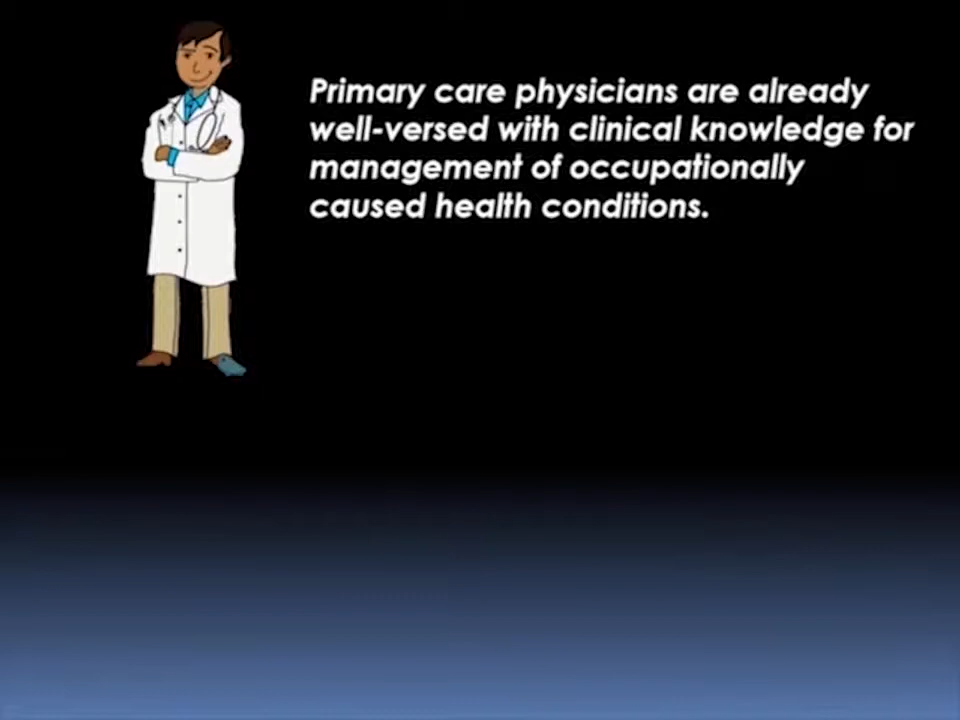 Primary care physicians are already
well-versed with clinical knowledge for
management of occupationally
caused health conditions.